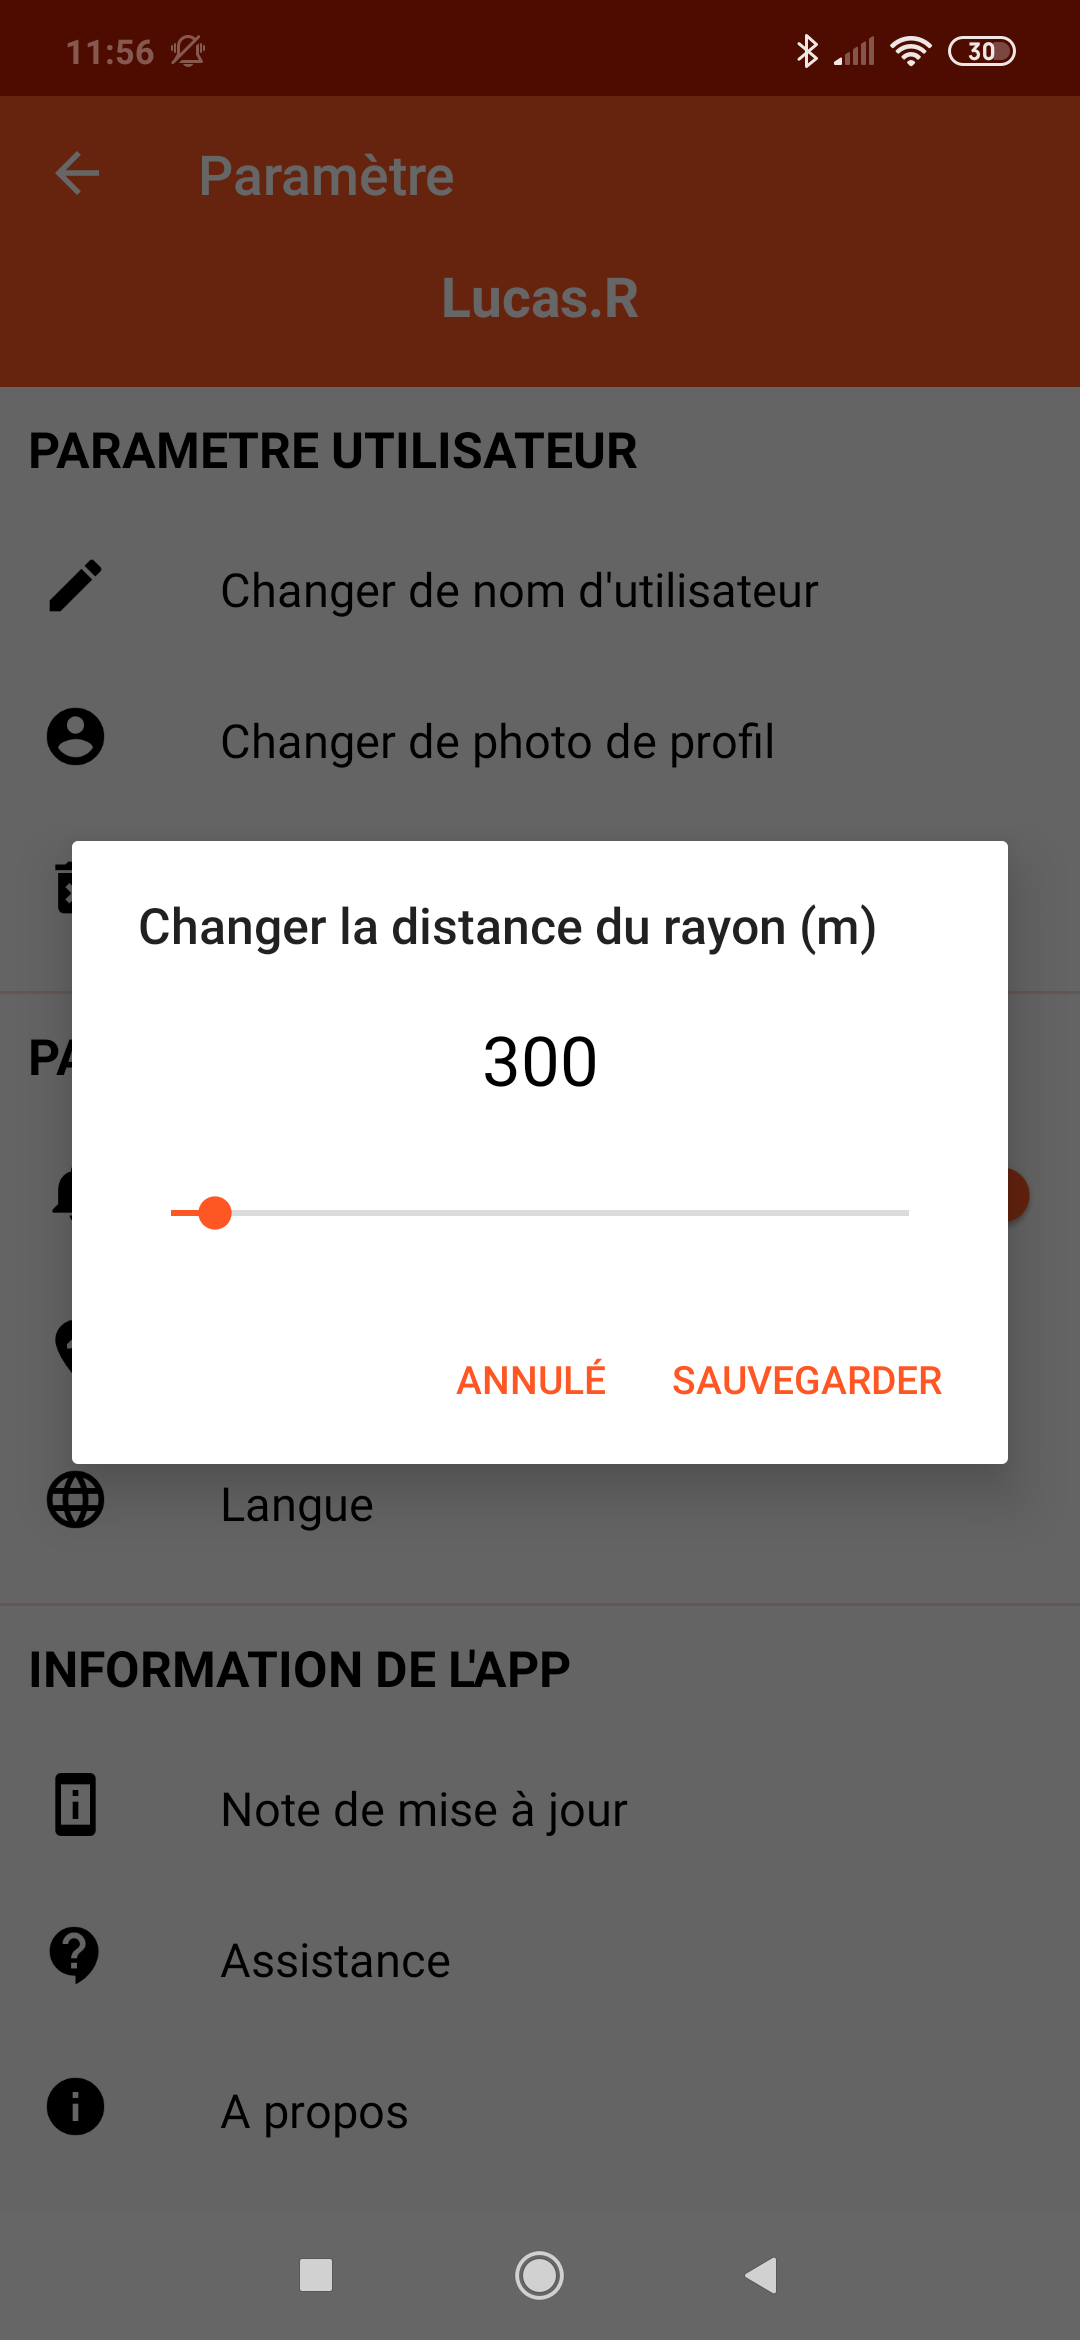 11:56
30
Paramètre
Lucas.R
PARAMETRE UTILISATEUR
Changer de nom d'utilisateur
Changer de photo de profil
Changer la distance du rayon (m)
PA
300
ANNULÉ SAUVEGARDER
Langue
INFORMATION DE L'APP
Note de mise à jour
Assistance
A propos